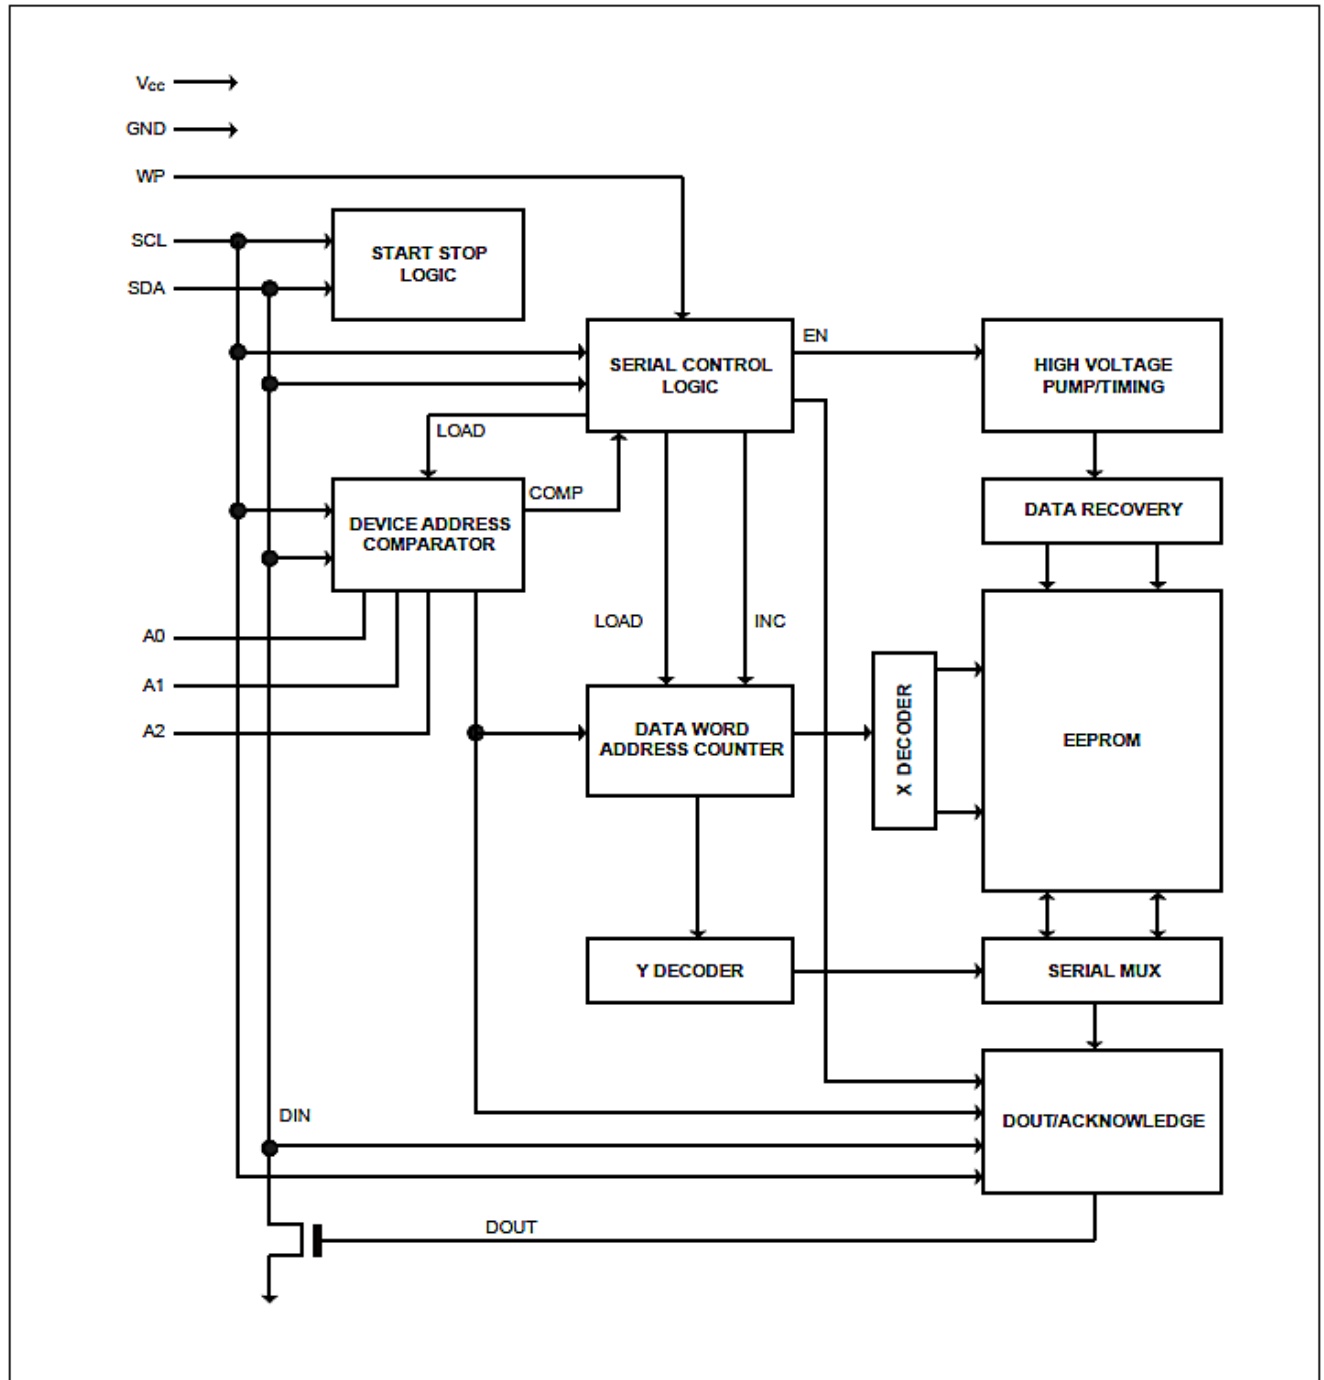 Vcc
GND
WP
SCL
SDA
START STOP
LOGIC
SERIAL CONTROL
LOGIC
EN
HIGH VOLTAGE
PUMP/TIMING
LOAD
COMP
DEVICE ADDRESS
COMPARATOR
DATA RECOVERY
A0
A1
A2
LOAD
INC
DATA WORD
ADDRESS COUNTER
X DECODER
EEPROM
Y DECODER
SERIAL MUX
DIN
DOUT/ACKNOWLEDGE
DOUT